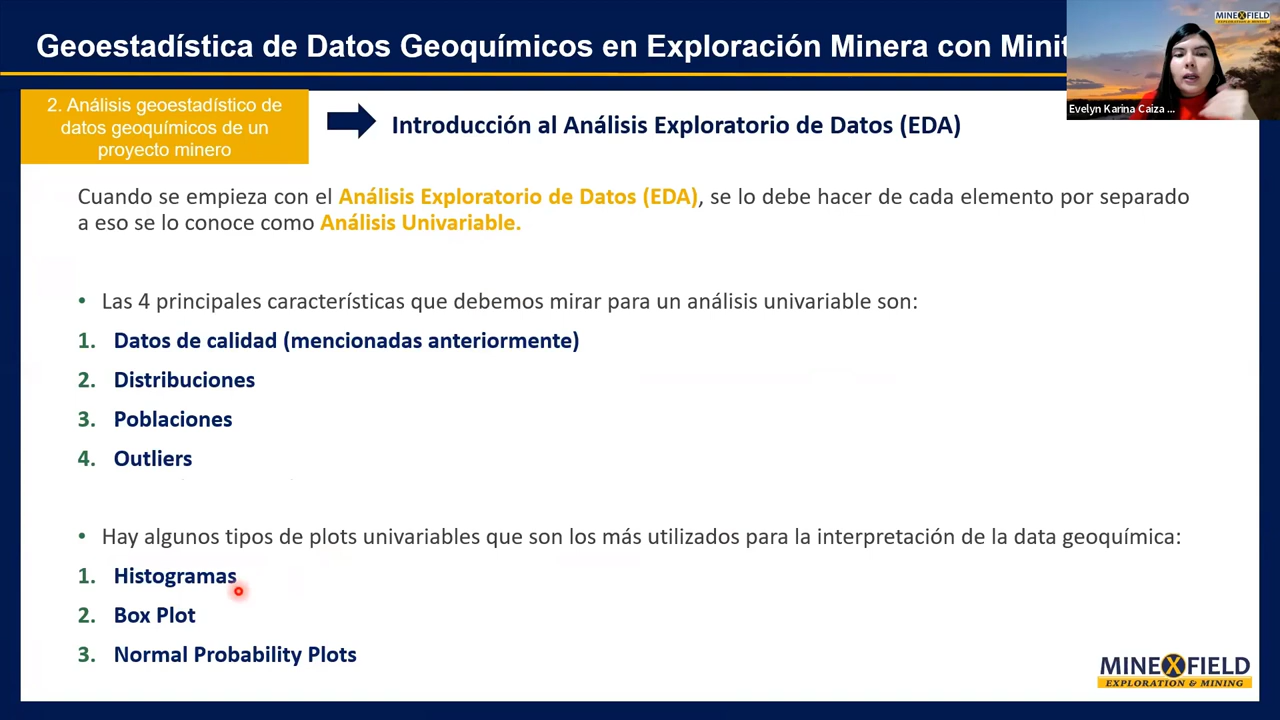 Geoestadística de Datos Geoquímicos en Exploración Minera con
MINEXFIELD
Evelyn Karina Caiza ...
2. Análisis geoestadístico de
datos geoquímicos de un
proyecto minero
Introducción al Análisis Exploratorio de Datos (EDA)
Cuando se empieza con el Análisis Exploratorio de Datos (EDA), se lo debe hacer de cada elemento por separado
a eso se lo conoce como Análisis Univariable.
• Las 4 principales características que debemos mirar para un análisis univariable son:
1. Datos de calidad (mencionadas anteriormente)
2. Distribuciones
3. Poblaciones
4. Outliers
• Hay algunos tipos de plots univariables que son los más utilizados para la interpretación de la data geoquímica:
1. Histogramas
2. Box Plot
3. Normal Probability Plots
MINEXFIELD
EXPLORATION & MINING